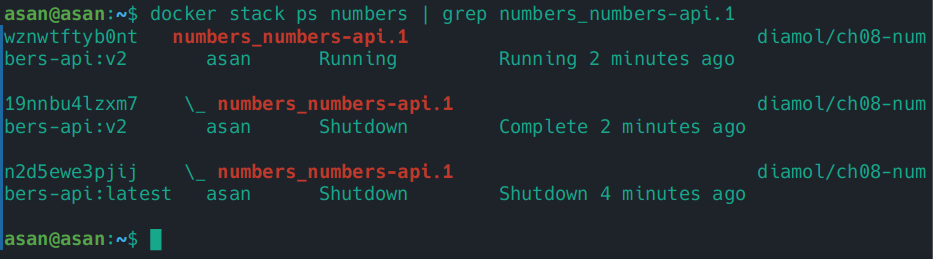 asan@asan:~$ docker stack ps numbers | grep numbers_numbers-api.1
wznwtftyb0nt numbers_numbers-api.1 diamol/ch08-num
bers-api:v2 asan Running Running 2 minutes ago
19nnbu4lzxm7 \_ numbers_numbers-api.1 diamol/ch08-num
bers-api:v2 asan Shutdown Complete 2 minutes ago
n2d5ewe3pjij \_ numbers_numbers-api.1 diamol/ch08-num
bers-api:latest asan Shutdown Shutdown 4 minutes ago
asan@asan:~$